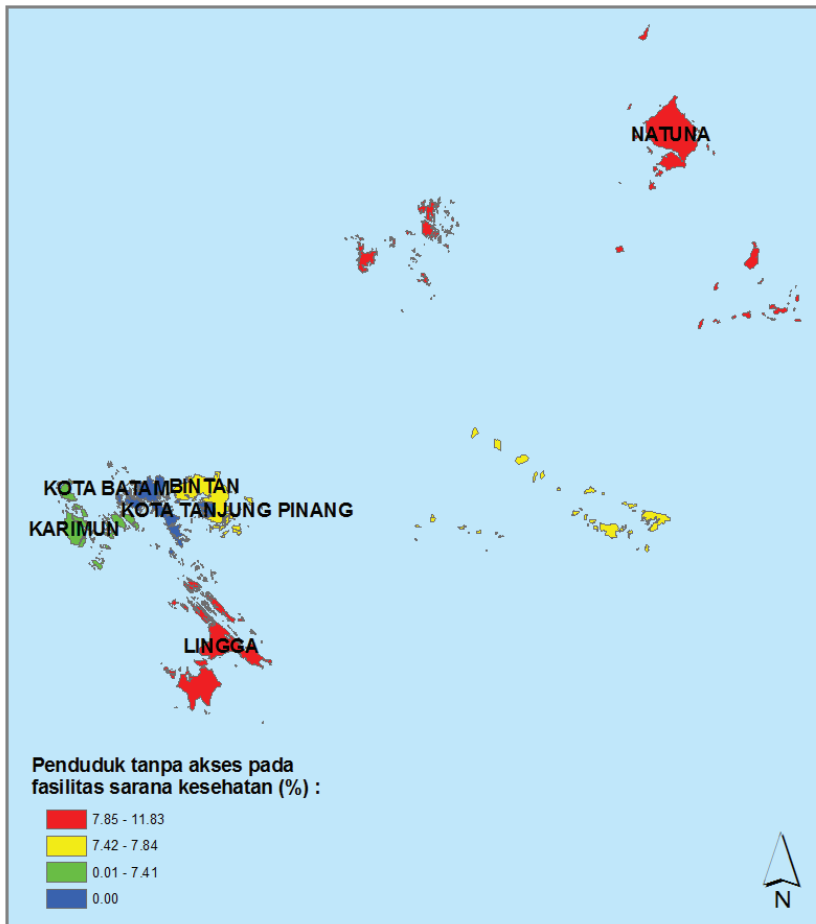 NATUNA
KOTA BATAM
BINTAN
KOTA TANJUNG PINANG
KARIMUN
LINGGA
Penduduk tanpa akses pada
fasilitas sarana kesehatan (%) :
7.85 - 11.83
7.42 - 7.84
0.01 - 7.41
0.00
N